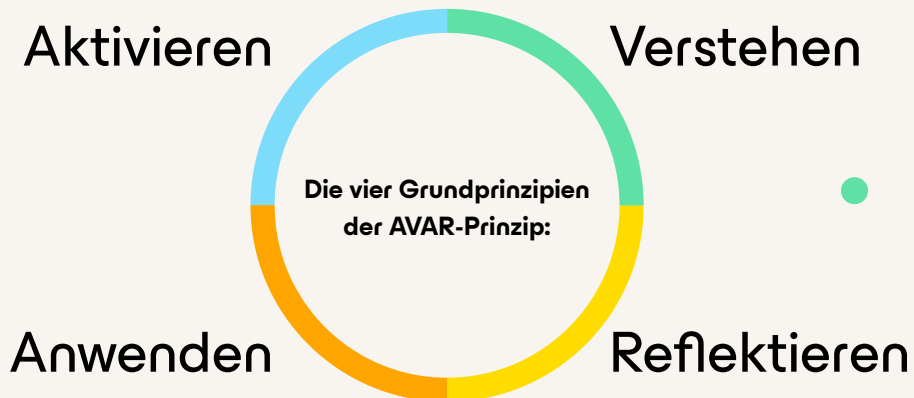 Aktivieren
Verstehen
Die vier Grundprinzipien
der AVAR-Prinzip:
Anwenden
Reflektieren